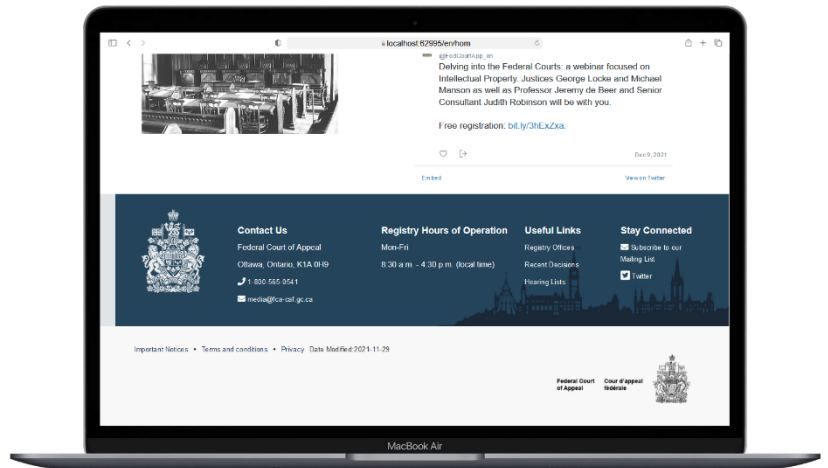 localhost:62995/en/hom
@FedCourtApp_en
Delving into the Federal Courts: a webinar focused on
Intellectual Property. Justices George Locke and Michael
Manson as well as Professor Jeremy de Beer and Senior
Consultant Judith Robinson will be with you.
Free registration: bit.ly/3hExZxa.
Dec 9, 2021
Embed
View on Twitter
Contact Us
Federal Court of Appeal
Ottawa, Ontario, K1A 0H9
1-800-565-0541
media@fca-caf.gc.ca
Registry Hours of Operation
Mon-Fri
8:30 a.m. - 4:30 p.m. (local time)
Useful Links
Registry Offices
Recent Decisions
Hearing Lists
Stay Connected
Subscribe to our
Mailing List
Twitter
Important Notices • Terms and conditions • Privacy Date Modified:2021-11-29
Federal Court
of Appeal
Cour d'appeal
fédérale
MacBook Air